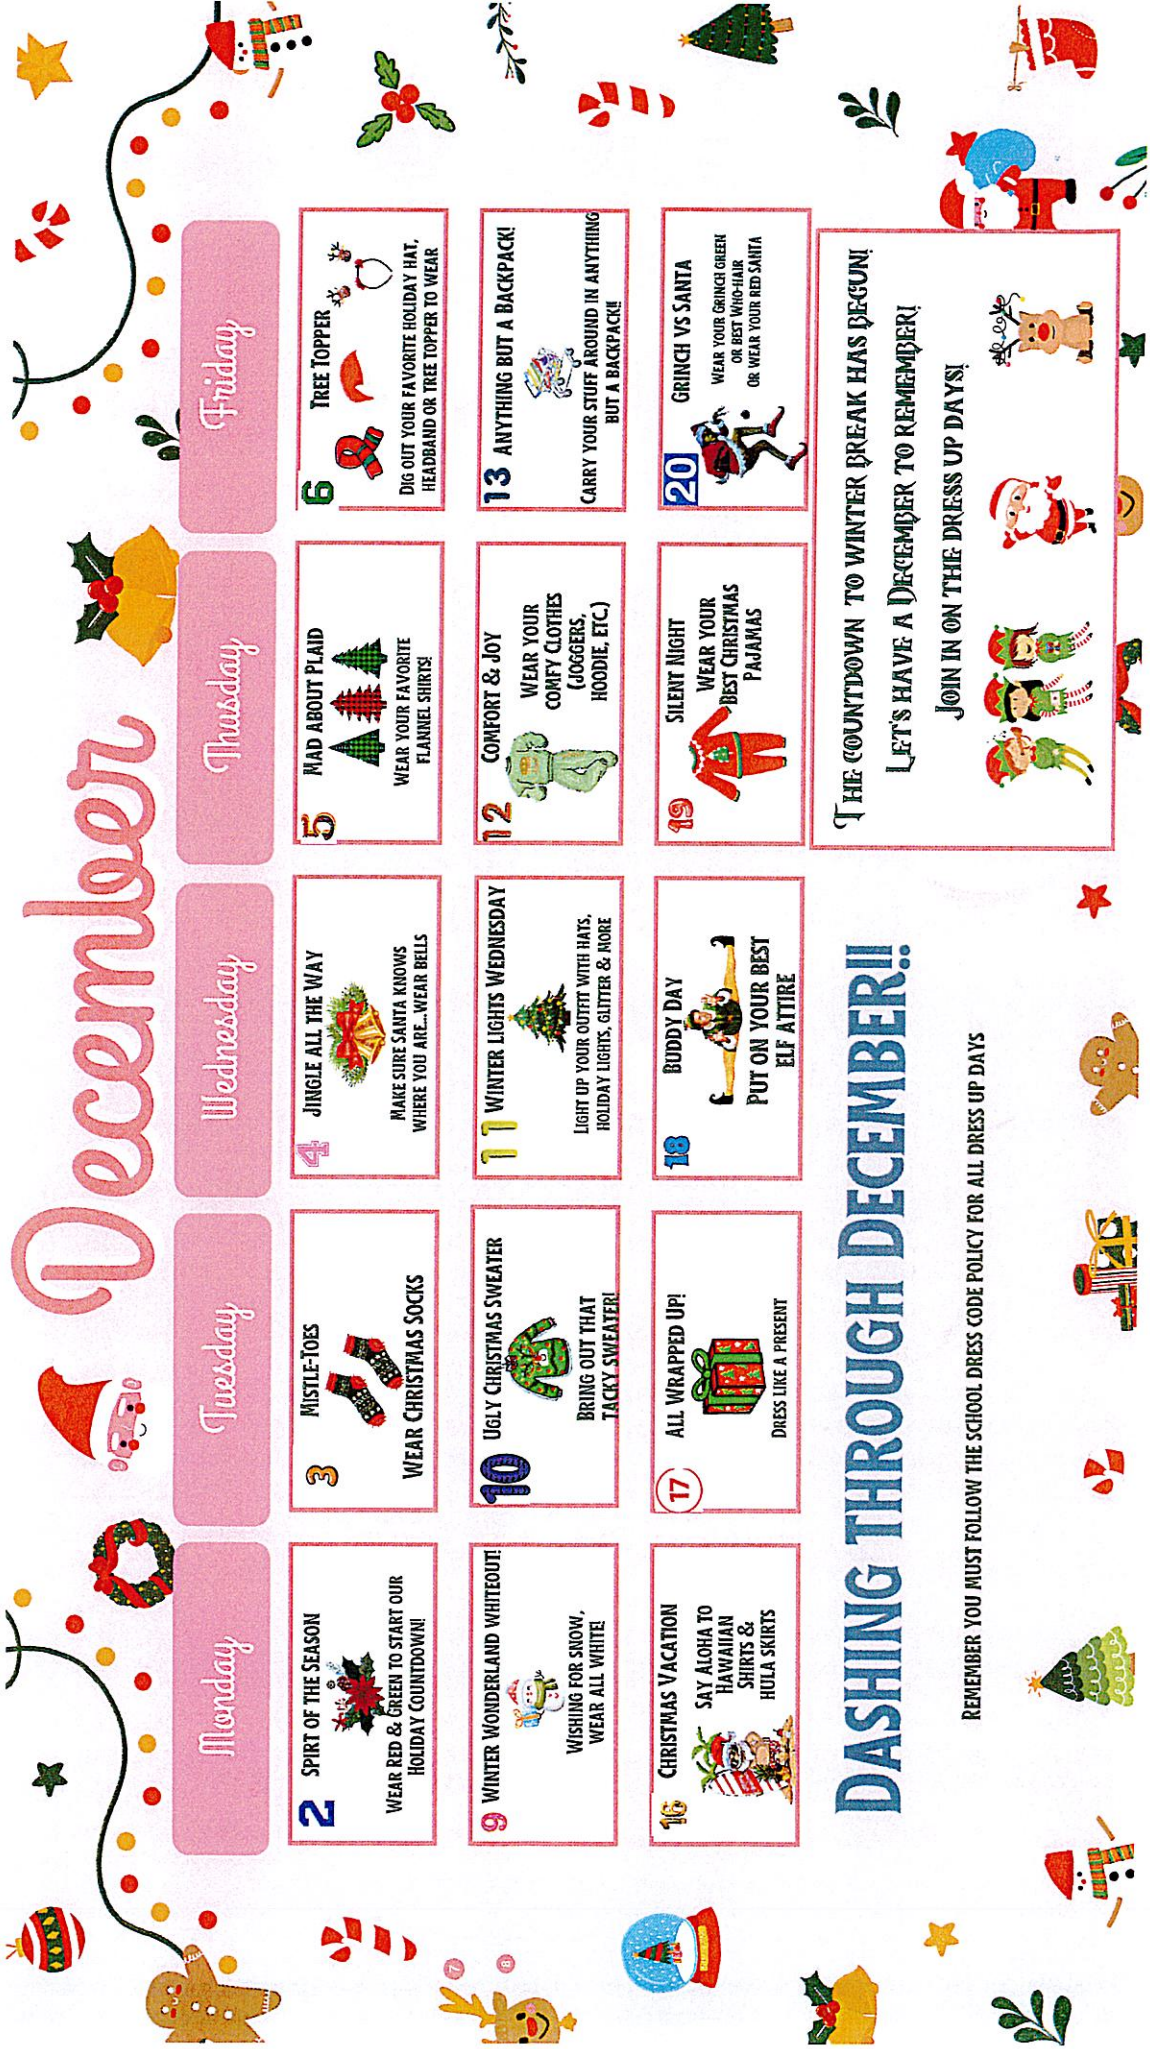 December
Monday
Tuesday
Wednesday
Thusday
Friday
2
SPIRT OF THE SEASON
WEAR RED & GREEN TO START OUR
HOLIDAY COUNTDOWN!
3
MISTLE-TOES
WEAR CHRISTMAS SOCKS
4
JINGLE ALL THE WAY
MAKE SURE SANTA KNOWS
WHERE YOU ARE...WEAR BELLS
5
MAD ABOUT PLAID
WEAR YOUR FAVORITE
FLANNEL SHIRTS!
6
TREE TOPPER
DIG OUT YOUR FAVORITE HOLIDAY HAT,
HEADBAND OR TREE TOPPER TO WEAR
9
WINTER WONDERLAND WHITEOUT!
WISHING FOR SNOW,
WEAR ALL WHITE!
10
UGLY CHRISTMAS SWEATER
BRING OUT THAT
TACKY SWEATER!
11
WINTER LIGHTS WEDNESDAY
LIGHT UP YOUR OUTFIT WITH HATS,
HOLIDAY LIGHTS, GLITTER & MORE
12
COMFORT & JOY
WEAR YOUR
COMFY CLOTHES
(JOGGERS,
HOODIE, ETC.)
13
ANYTHING BUT A BACKPACK!
CARRY YOUR STUFF AROUND IN ANYTHING
BUT A BACKPACK!!
16
CHRISTMAS VACATION
SAY ALOHA TO
HAWAIIAN
SHIRTS &
HULA SKIRTS
17
ALL WRAPPED UP!
DRESS LIKE A PRESENT
18
BUDDY DAY
PUT ON YOUR BEST
ELF ATTIRE
19
SILENT NIGHT
WEAR YOUR
BEST CHRISTMAS
PAJAMAS
20
GRINCH VS SANTA
WEAR YOUR GRINCH GREEN
OR BEST WHO-HAIR
OR WEAR YOUR RED SANTA
7
8
DASHING THROUGH DECEMBER!!
REMEMBER YOU MUST FOLLOW THE SCHOOL DRESS CODE POLICY FOR ALL DRESS UP DAYS
THE COUNTDOWN TO WINTER BREAK HAS BEGUN!
LET'S HAVE A DECEMBER TO REMEMBER!
JOIN IN ON THE DRESS UP DAYS!